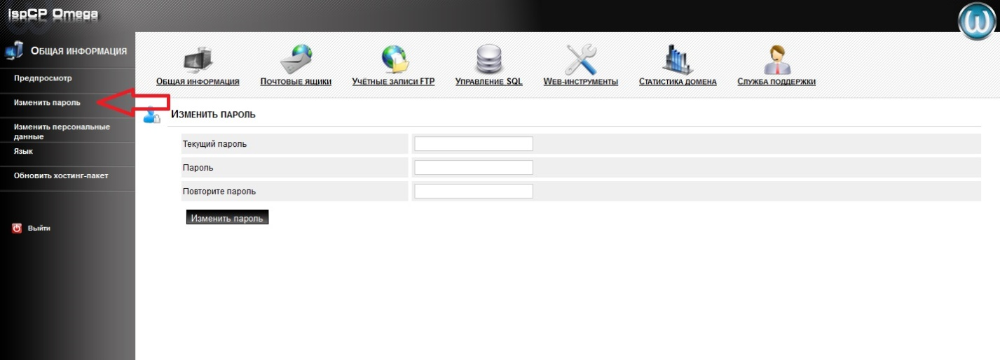 ispCP Omega
Общая информация
Предпросмотр
Изменить пароль
Изменить персональные
данные
Язык
Обновить хостинг-пакет
Выйти
Общая информация Почтовые ящики Учётные записи FTP Управление SQL Web-инструменты Статистика домена Служба поддержки
Изменить пароль
Текущий пароль
Пароль
Повторите пароль
Изменить пароль